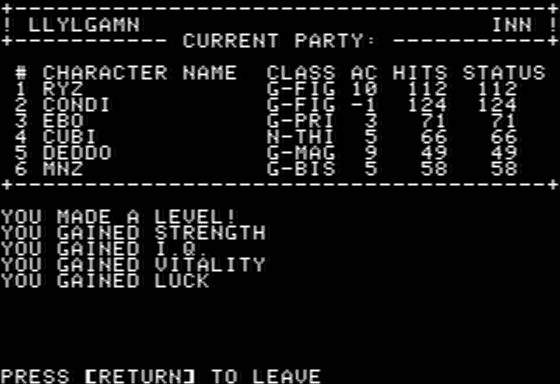 ! LLYLGAMN INN !
CURRENT PARTY:
# CHARACTER NAME CLASS AC HITS STATUS
1 RYZ G-FIG 10 112 112
2 CONDI G-FIG -1 124 124
3 EBO G-PRI 3 71 71
4 CUBI N-THI 5 66 66
5 DEDDO G-MAG 9 49 49
6 MNZ G-BIS 5 58 58
YOU MADE A LEVEL!
YOU GAINED STRENGTH
YOU GAINED I.Q.
YOU GAINED VITALITY
YOU GAINED LUCK
PRESS [RETURN] TO LEAVE